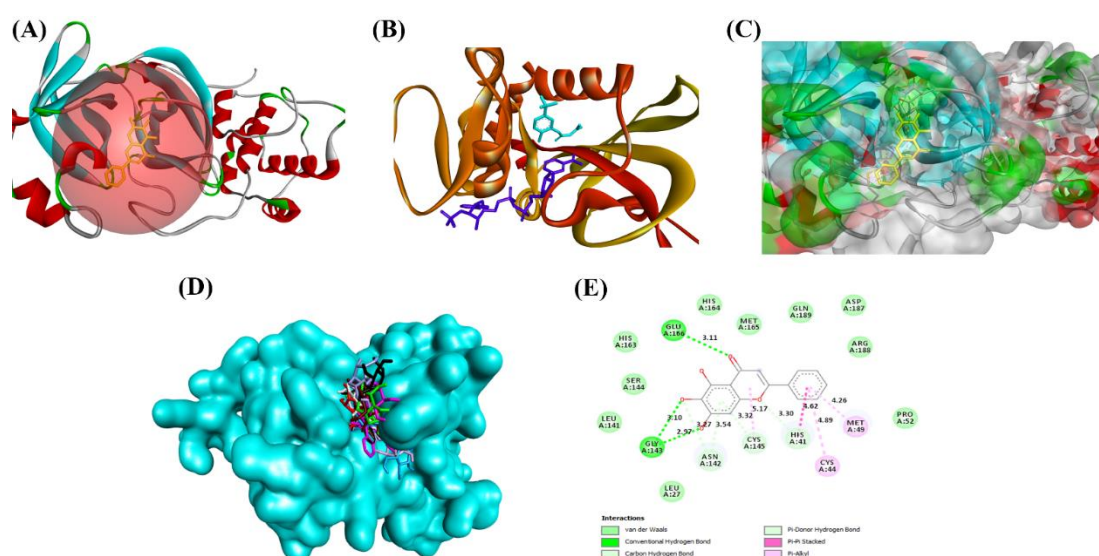 (A)
(B)
(C)
(D)
(E)
HIS
A:164
GLU
A:166
MET
A:165
GLN
A:189
ASP
A:187
HIS
A:163
3.11
ARG
A:188
SER
A:144
LEU
A:141
3.10
2.97
3.27
3.54
3.32
5.17
3.30
4.62
4.26
4.89
PRO
A:52
MET
A:49
GLY
A:143
ASN
A:142
CYS
A:145
HIS
A:41
CYS
A:44
LEU
A:27
Interactions
van der Waals
Conventional Hydrogen Bond
Carbon Hydrogen Bond
Pi-Donor Hydrogen Bond
Pi-Pi Stacked
Pi-Alkyl